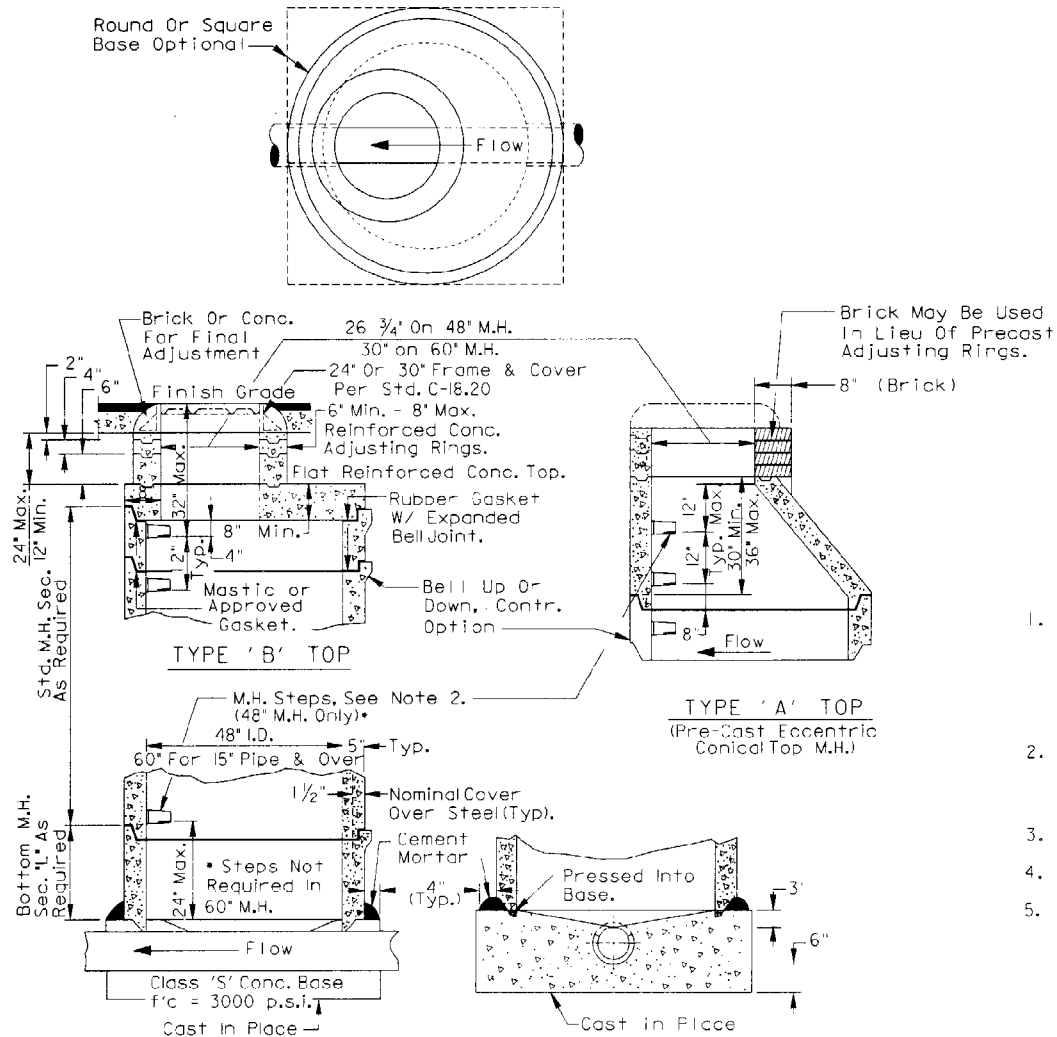 Round Or Square
Base Optional
Flow
Brick Or Conc.
For Final
Adjustment
26 3/4" On 48" M.H.
30" on 60" M.H.
Brick May Be Used
In Lieu Of Precast
Adjusting Rings.
2"
4"
6"
Finish Grade
24" Or 30" Frame & Cover
Per Std. C-18.20
8" (Brick)
6" Min. - 8" Max.
Reinforced Conc.
Adjusting Rings.
Flat Reinforced Conc. Top.
32" Max.
Rubber Gasket
W/ Expanded
Bell Joint.
24" Max.
12" Min.
8" Min.
4"
12"
Typ.
Mastic or
Approved
Gasket.
Bell Up Or
Down, Contr.
Option
12"
12"
Typ. Max.
30" Min.
36" Max.
8"
Flow
Std. M.H. Sec.
As Required
TYPE 'B' TOP
TYPE 'A' TOP
(Pre-Cast Eccentric
Conical Top M.H.)
M.H. Steps, See Note 2.
(48" M.H. Only)*
48" I.D.
5"
Typ.
60" For 15" Pipe & Over
1 1/2"
Nominal Cover
Over Steel (Typ).
Cement
Mortar
Bottom M.H.
Sec. "L" As
Required
24" Max.
* Steps Not
Required In
60" M.H.
4"
(Typ.)
Pressed Into
Base.
3'
6"
Flow
Class 'S' Conc. Base
f'c = 3000 p.s.i.
Cast In Place
Cast in Place
1.
2.
3.
4.
5.